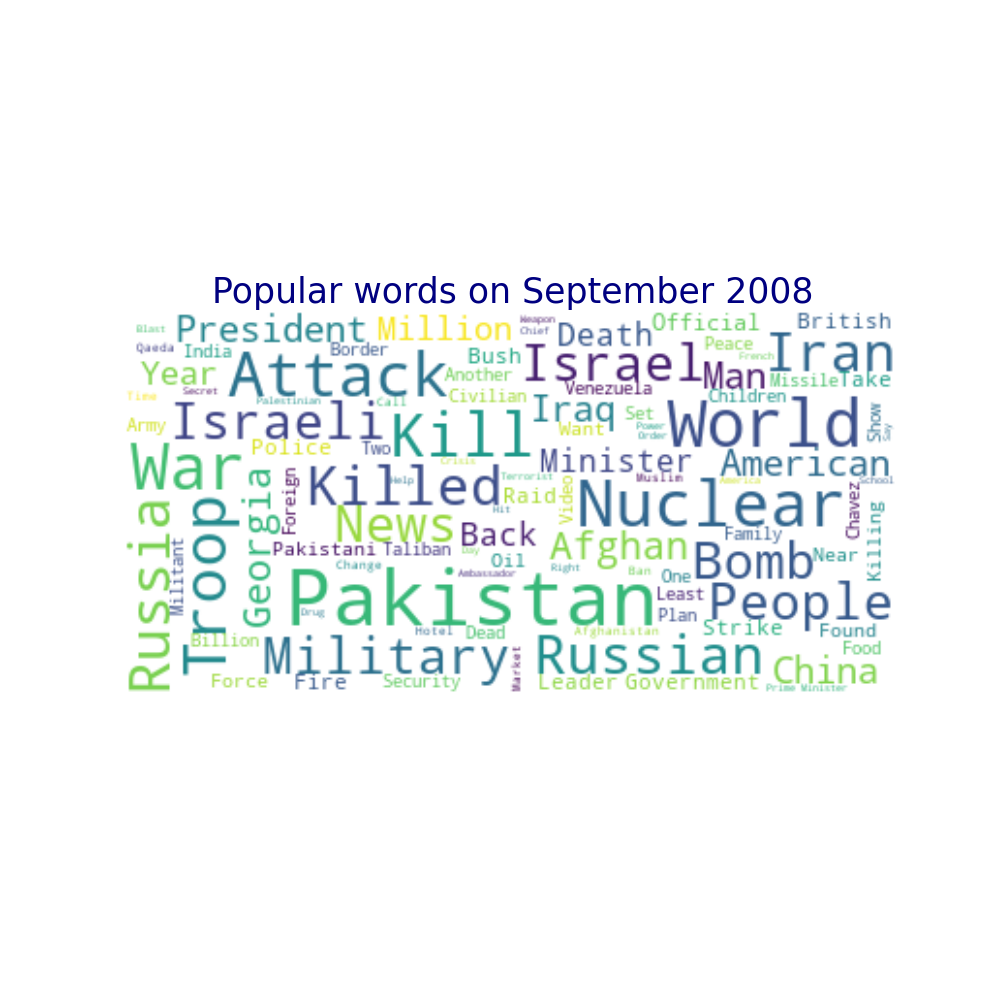 Popular words on September 2008
Blast
President
Million
Weapon
Chief
Death
Official
British
Qaeda
India
Border
Bush
Israel
Peace
French
Iran
Year
Secret
Attack
Another
Venezuela
Man
Missile
Take
Time
Palestinian
Call
Civilian
Children
Army
Israeli
Kill
Iraq
Set
World
Show
Say
Police
Two
Want
Power
Order
War
Crisis
Minister
American
Foreign
Killed
Help
Terrorist
Raid
Video
Muslim
America
School
Russia
Troop
Georgia
News
Hit
Nuclear
Chavez
Killing
Back
Family
Militant
Pakistani
Taliban
Day
Afghan
Bomb
Near
Change
Oil
Ambassador
Right
Ban
One
Pakistan
Drug
Least
Plan
People
Billion
Hotel
Dead
Afghanistan
Strike
Found
Military
Market
Russian
Food
China
Force
Fire
Security
Leader
Government
Prime Minister